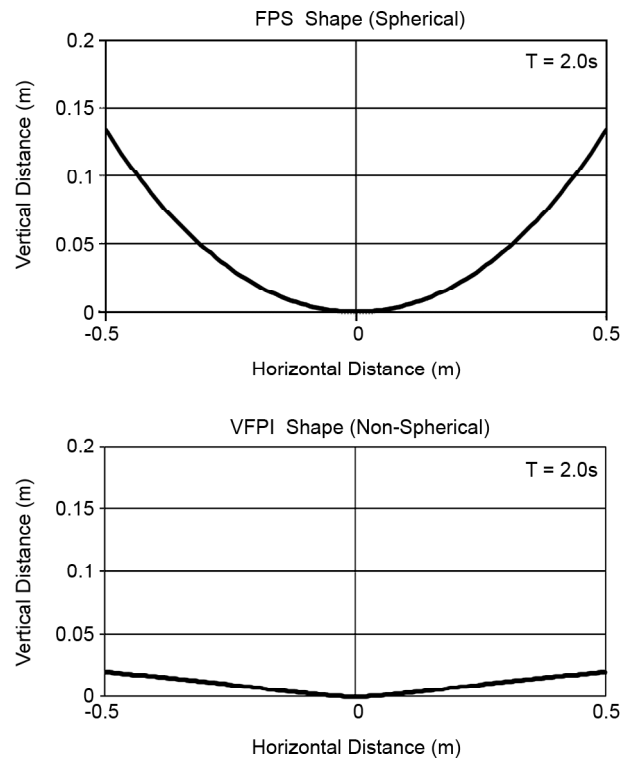 FPS Shape (Spherical)
0.2
T = 2.0s
0.15
0.1
0.05
0
-0.5
0
0.5
Vertical Distance (m)
Horizontal Distance (m)
VFPI Shape (Non-Spherical)
0.2
T = 2.0s
0.15
0.1
0.05
0
-0.5
0
0.5
Vertical Distance (m)
Horizontal Distance (m)